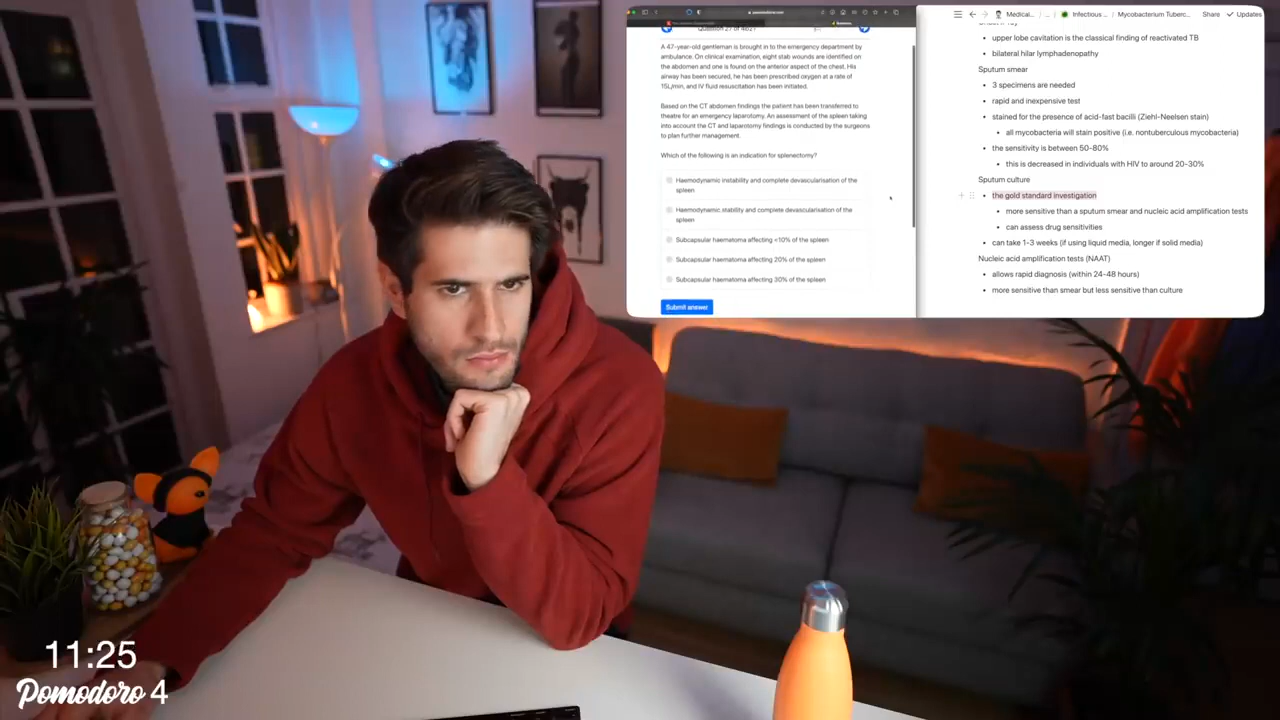 Question 27 of 4827
A 47-year-old gentleman is brought in to the emergency department by
ambulance. On clinical examination, eight stab wounds are identified on
the abdomen and one is found on the anterior aspect of the chest. His
airway has been secured, he has been prescribed oxygen at a rate of
15L/min, and IV fluid resuscitation has been initiated.
Based on the CT abdomen findings the patient has been transferred to
theatre for an emergency laparotomy. An assessment of the spleen taking
into account the CT and laparotomy findings is conducted by the surgeons
to plan further management.
Which of the following is an indication for splenectomy?
Haemodynamic instability and complete devascularisation of the
spleen
Haemodynamic stability and complete devascularisation of the
spleen
Subcapsular haematoma affecting <10% of the spleen
Subcapsular haematoma affecting 20% of the spleen
Subcapsular haematoma affecting 30% of the spleen
Submit answer
Medical... / ... / Infectious ... / Mycobacterium Tuberc... Share Updates
upper lobe cavitation is the classical finding of reactivated TB
bilateral hilar lymphadenopathy
Sputum smear
3 specimens are needed
rapid and inexpensive test
stained for the presence of acid-fast bacilli (Ziehl-Neelsen stain)
all mycobacteria will stain positive (i.e. nontuberculous mycobacteria)
the sensitivity is between 50-80%
this is decreased in individuals with HIV to around 20-30%
Sputum culture
the gold standard investigation
more sensitive than a sputum smear and nucleic acid amplification tests
can assess drug sensitivities
can take 1-3 weeks (if using liquid media, longer if solid media)
Nucleic acid amplification tests (NAAT)
allows rapid diagnosis (within 24-48 hours)
more sensitive than smear but less sensitive than culture
11:25
Pomodoro 4